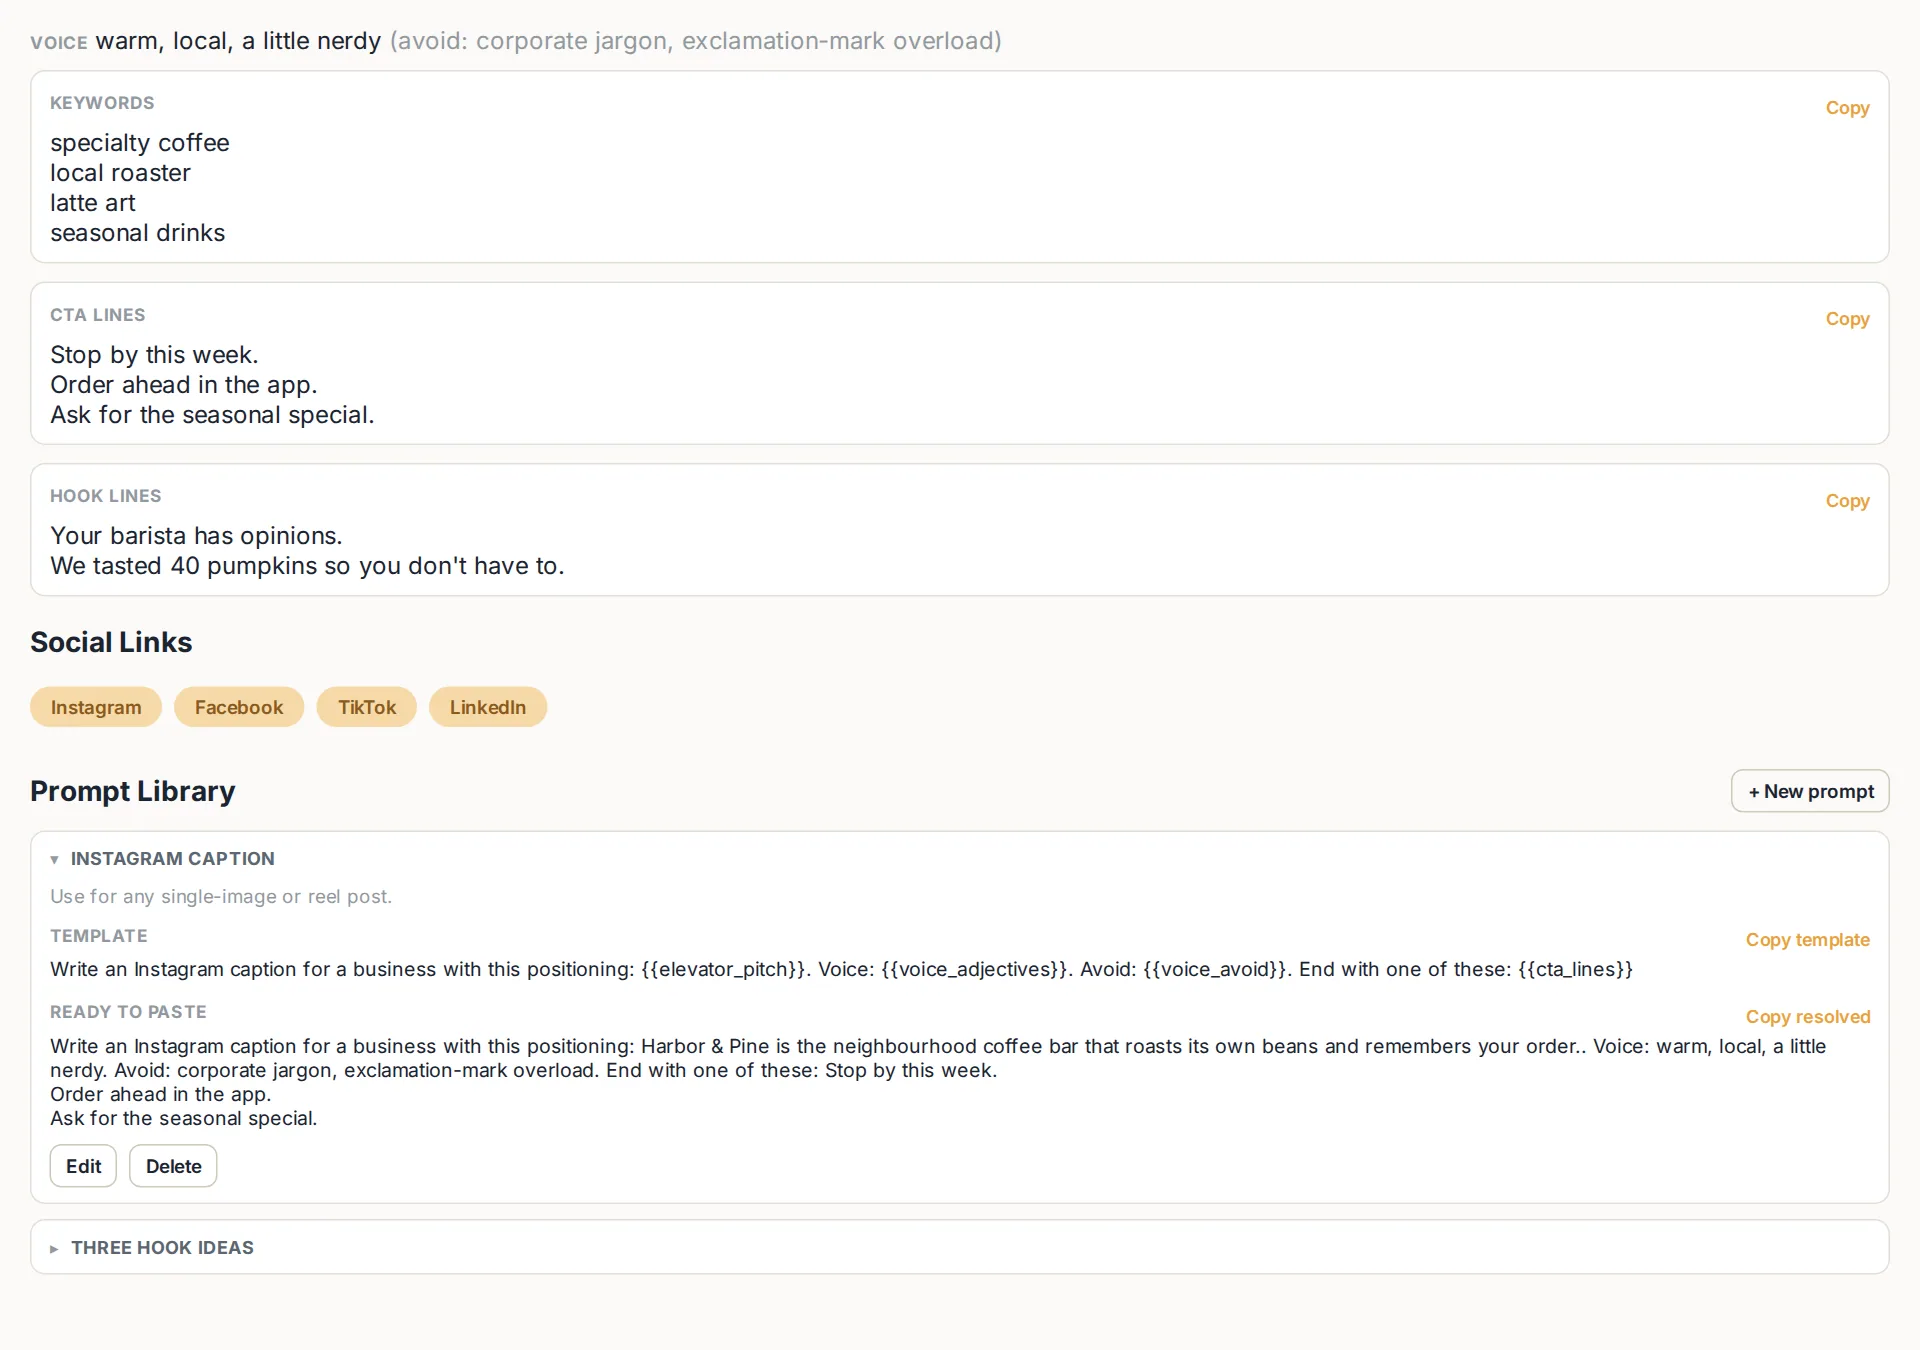 VOICE warm, local, a little nerdy (avoid: corporate jargon, exclamation-mark overload)
KEYWORDS
Copy
specialty coffee
local roaster
latte art
seasonal drinks
CTA LINES
Copy
Stop by this week.
Order ahead in the app.
Ask for the seasonal special.
HOOK LINES
Copy
Your barista has opinions.
We tasted 40 pumpkins so you don't have to.
Social Links
Instagram Facebook TikTok LinkedIn
Prompt Library
+ New prompt
▾ INSTAGRAM CAPTION
Use for any single-image or reel post.
TEMPLATE
Copy template
Write an Instagram caption for a business with this positioning: {{elevator_pitch}}. Voice: {{voice_adjectives}}. Avoid: {{voice_avoid}}. End with one of these: {{cta_lines}}
READY TO PASTE
Copy resolved
Write an Instagram caption for a business with this positioning: Harbor & Pine is the neighbourhood coffee bar that roasts its own beans and remembers your order.. Voice: warm, local, a little
nerdy. Avoid: corporate jargon, exclamation-mark overload. End with one of these: Stop by this week.
Order ahead in the app.
Ask for the seasonal special.
Edit Delete
▸ THREE HOOK IDEAS